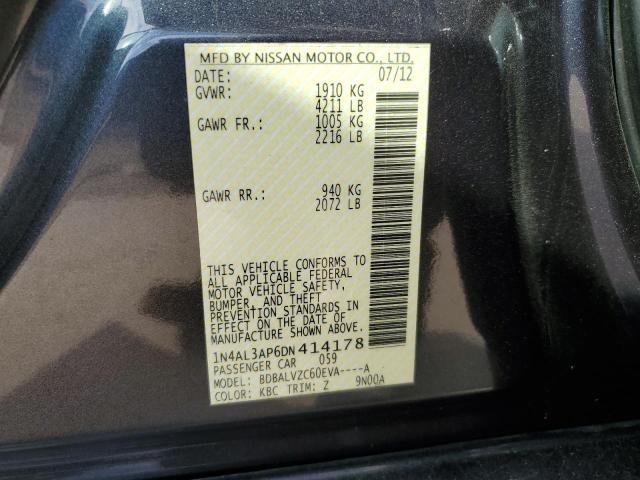 MFD BY NISSAN MOTOR CO., LTD.
DATE: 07/12
GVWR: 1910 KG
4211 LB
GAWR FR.: 1005 KG
2216 LB
GAWR RR.: 940 KG
2072 LB
THIS VEHICLE CONFORMS TO
ALL APPLICABLE FEDERAL
MOTOR VEHICLE SAFETY,
BUMPER, AND THEFT
PREVENTION STANDARDS IN
EFFECT ON THE DATE OF
MANUFACTURE SHOWN ABOVE.
1N4AL3AP6DN414178
PASSENGER CAR 059
MODEL: BDBALVZC60EVA----A
COLOR: KBC TRIM: Z 9N00A